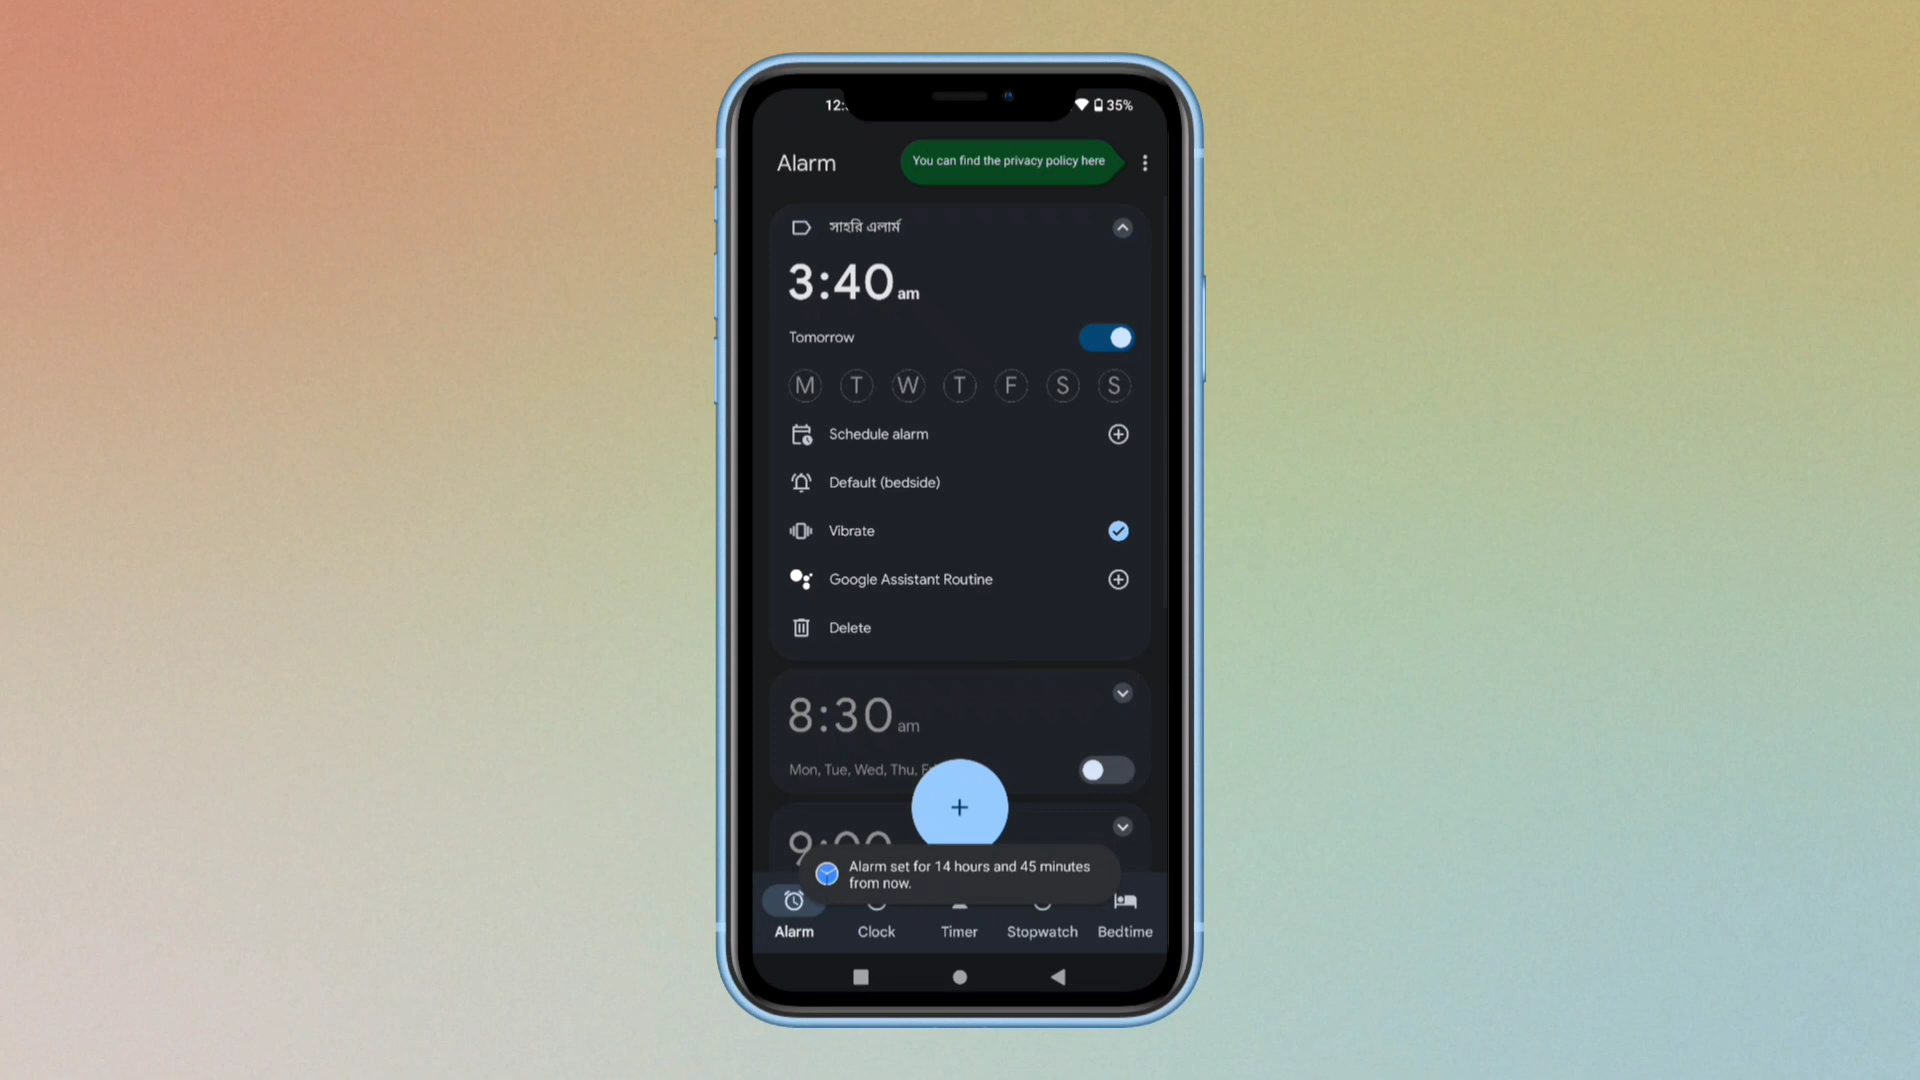 35%
Alarm
You can find the privacy policy here
সাহরি এলার্ম
3:40 am
Tomorrow
M T W T F S S
Schedule alarm
Default (bedside)
Vibrate
Google Assistant Routine
Delete
8:30 am
Mon, Tue, Wed, Thu,
Alarm set for 14 hours and 45 minutes
from now.
Alarm Clock Timer Stopwatch Bedtime